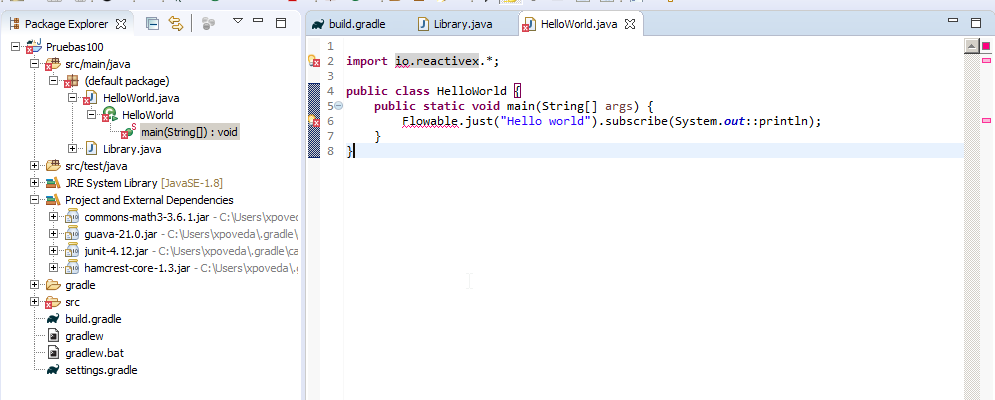 Package Explorer
Pruebas100
src/main/java
(default package)
HelloWorld.java
HelloWorld
main(String[]) : void
Library.java
src/test/java
JRE System Library [JavaSE-1.8]
Project and External Dependencies
commons-math3-3.6.1.jar - C:\Users\xpoved
guava-21.0.jar - C:\Users\xpoveda\.gradle\
junit-4.12.jar - C:\Users\xpoveda\.gradle\ca
hamcrest-core-1.3.jar - C:\Users\xpoveda\.
gradle
src
build.gradle
gradlew
gradlew.bat
settings.gradle
build.gradle
Library.java
HelloWorld.java
1
2 import io.reactivex.*;
3
4 public class HelloWorld {
5 public static void main(String[] args) {
6 Flowable.just("Hello world").subscribe(System.out::println);
7 }
8 }